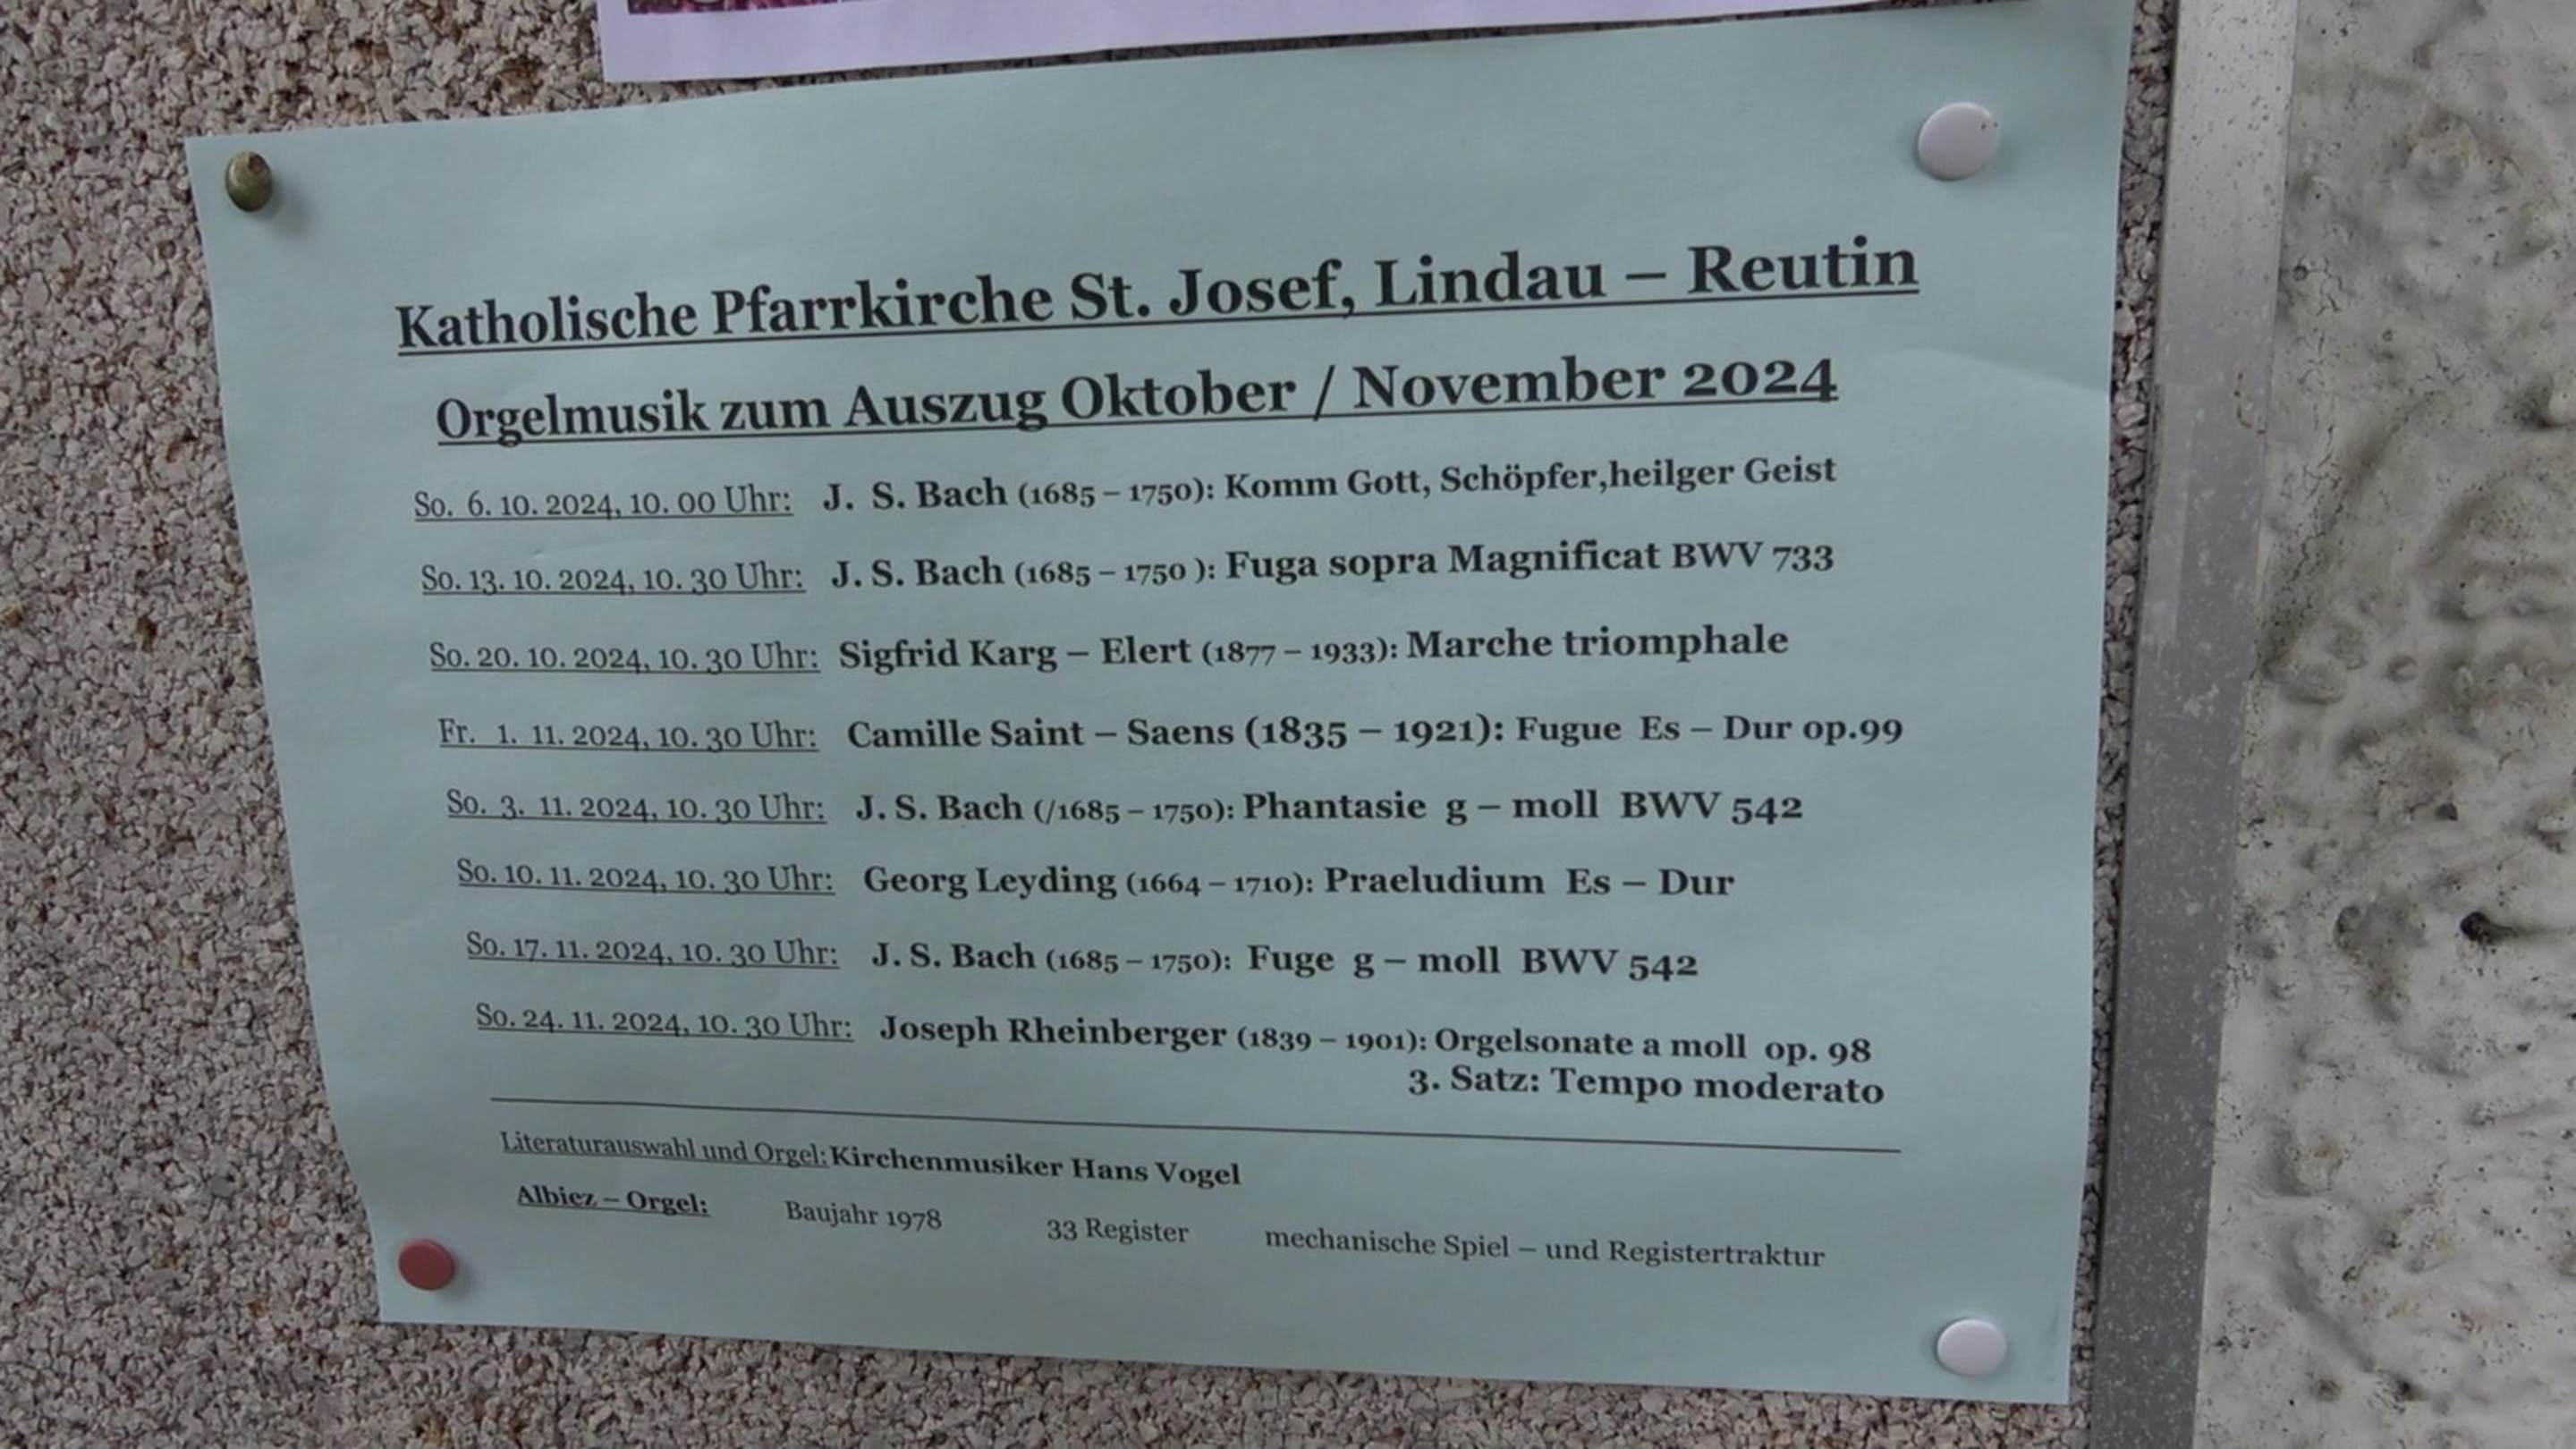 Katholische Pfarrkirche St. Josef, Lindau – Reutin
Orgelmusik zum Auszug Oktober / November 2024
So. 6. 10. 2024, 10. 00 Uhr: J. S. Bach (1685 – 1750): Komm Gott, Schöpfer,heilger Geist
So. 13. 10. 2024, 10. 30 Uhr: J. S. Bach (1685 – 1750 ): Fuga sopra Magnificat BWV 733
So. 20. 10. 2024, 10. 30 Uhr: Sigfrid Karg – Elert (1877 – 1933): Marche triomphale
Fr. 1. 11. 2024, 10. 30 Uhr: Camille Saint – Saens (1835 – 1921): Fugue Es – Dur op.99
So. 3. 11. 2024, 10. 30 Uhr: J. S. Bach (/1685 – 1750): Phantasie g – moll BWV 542
So. 10. 11. 2024, 10. 30 Uhr: Georg Leyding (1664 – 1710): Praeludium Es – Dur
So. 17. 11. 2024, 10. 30 Uhr: J. S. Bach (1685 – 1750): Fuge g – moll BWV 542
So. 24. 11. 2024, 10. 30 Uhr: Joseph Rheinberger (1839 – 1901): Orgelsonate a moll op. 98
3. Satz: Tempo moderato
Literaturauswahl und Orgel: Kirchenmusiker Hans Vogel
Albiez – Orgel: Baujahr 1978 33 Register mechanische Spiel – und Registertraktur